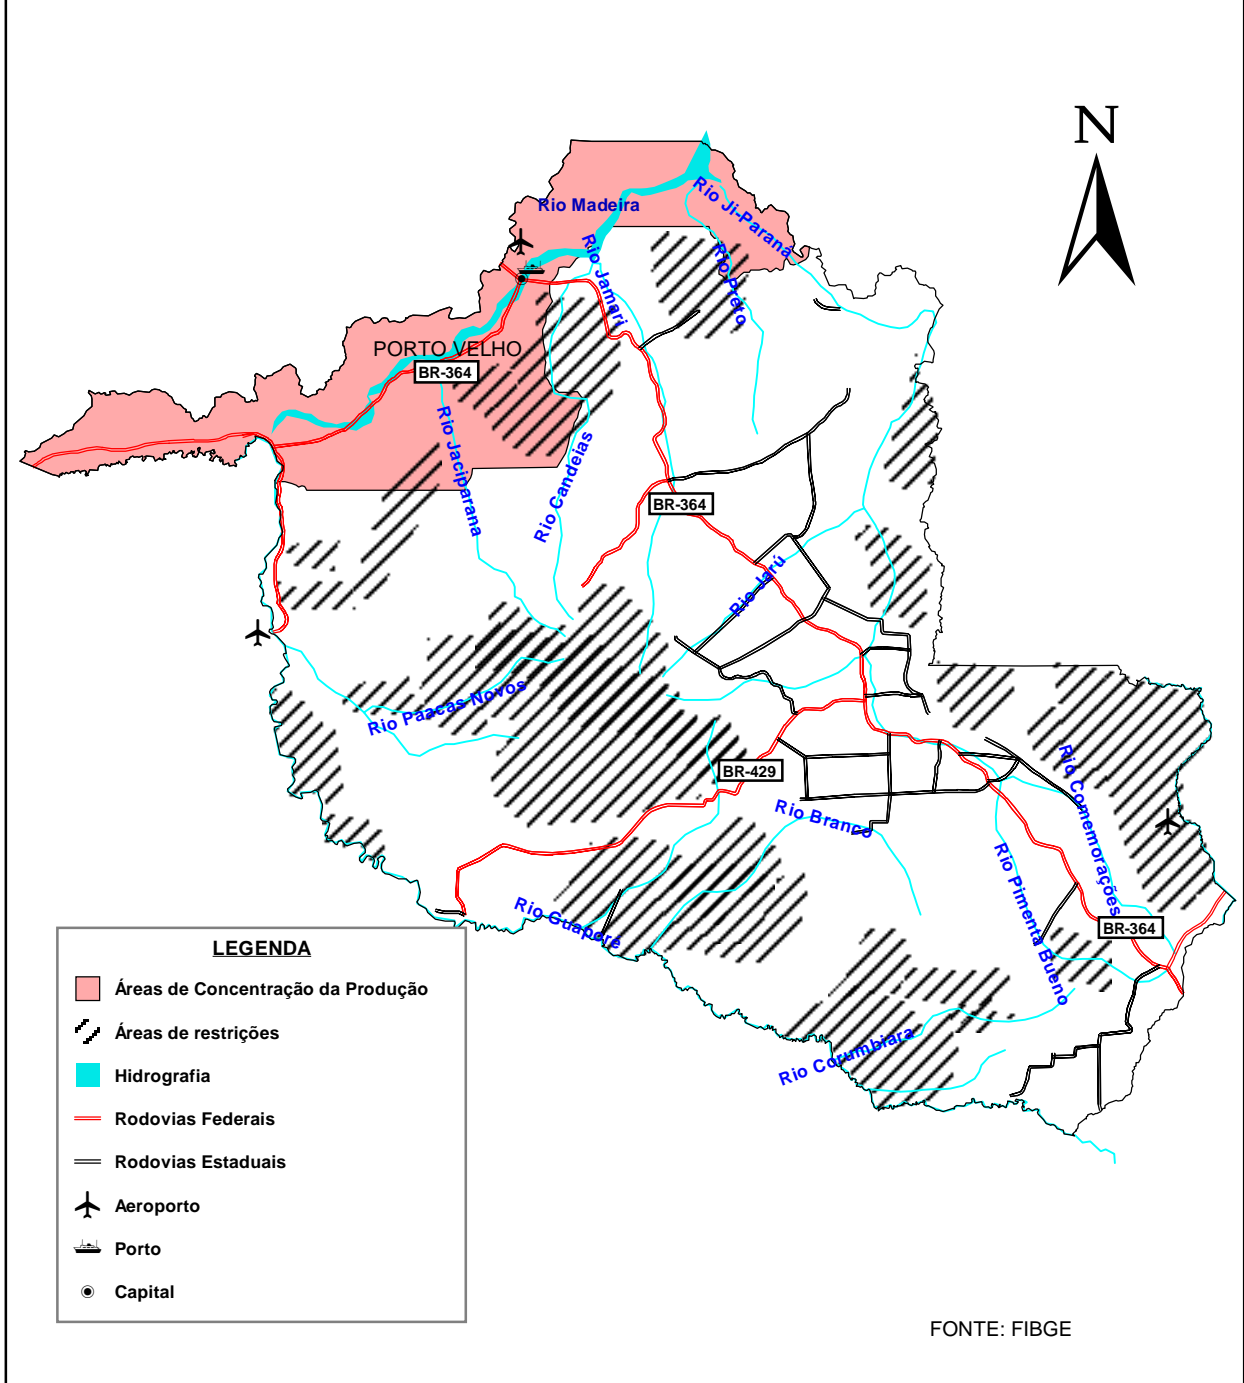 N
Rio Madeira
Rio Ji-Paraná
Rio Jamari
Rio Preto
PORTO VELHO
BR-364
Rio Jaciparana
Rio Candeias
BR-364
Rio Jarú
Rio Paacas Novos
BR-429
Rio Branco
Rio Comemorações
Rio Pimenta Bueno
Rio Guaporé
BR-364
Rio Corumbiara
LEGENDA
Áreas de Concentração da Produção
Áreas de restrições
Hidrografia
Rodovias Federais
Rodovias Estaduais
Aeroporto
Porto
Capital
FONTE: FIBGE